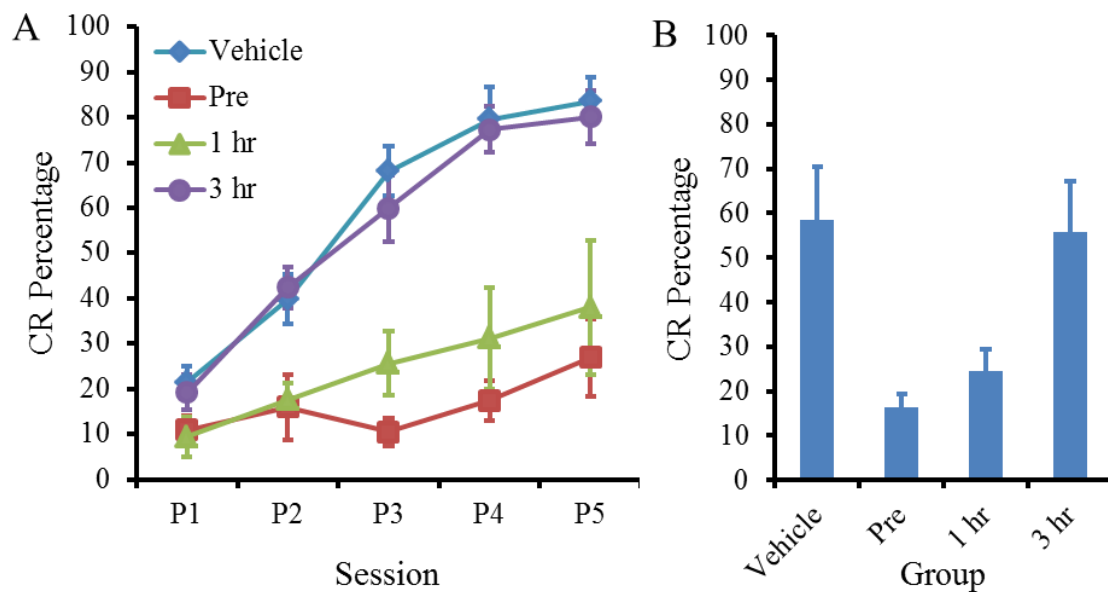 A
CR Percentage
100
90
80
70
60
50
40
30
20
10
0
Vehicle
Pre
1 hr
3 hr
P1 P2 P3 P4 P5
Session
B
CR Percentage
100
90
80
70
60
50
40
30
20
10
0
Vehicle Pre 1 hr 3 hr
Group